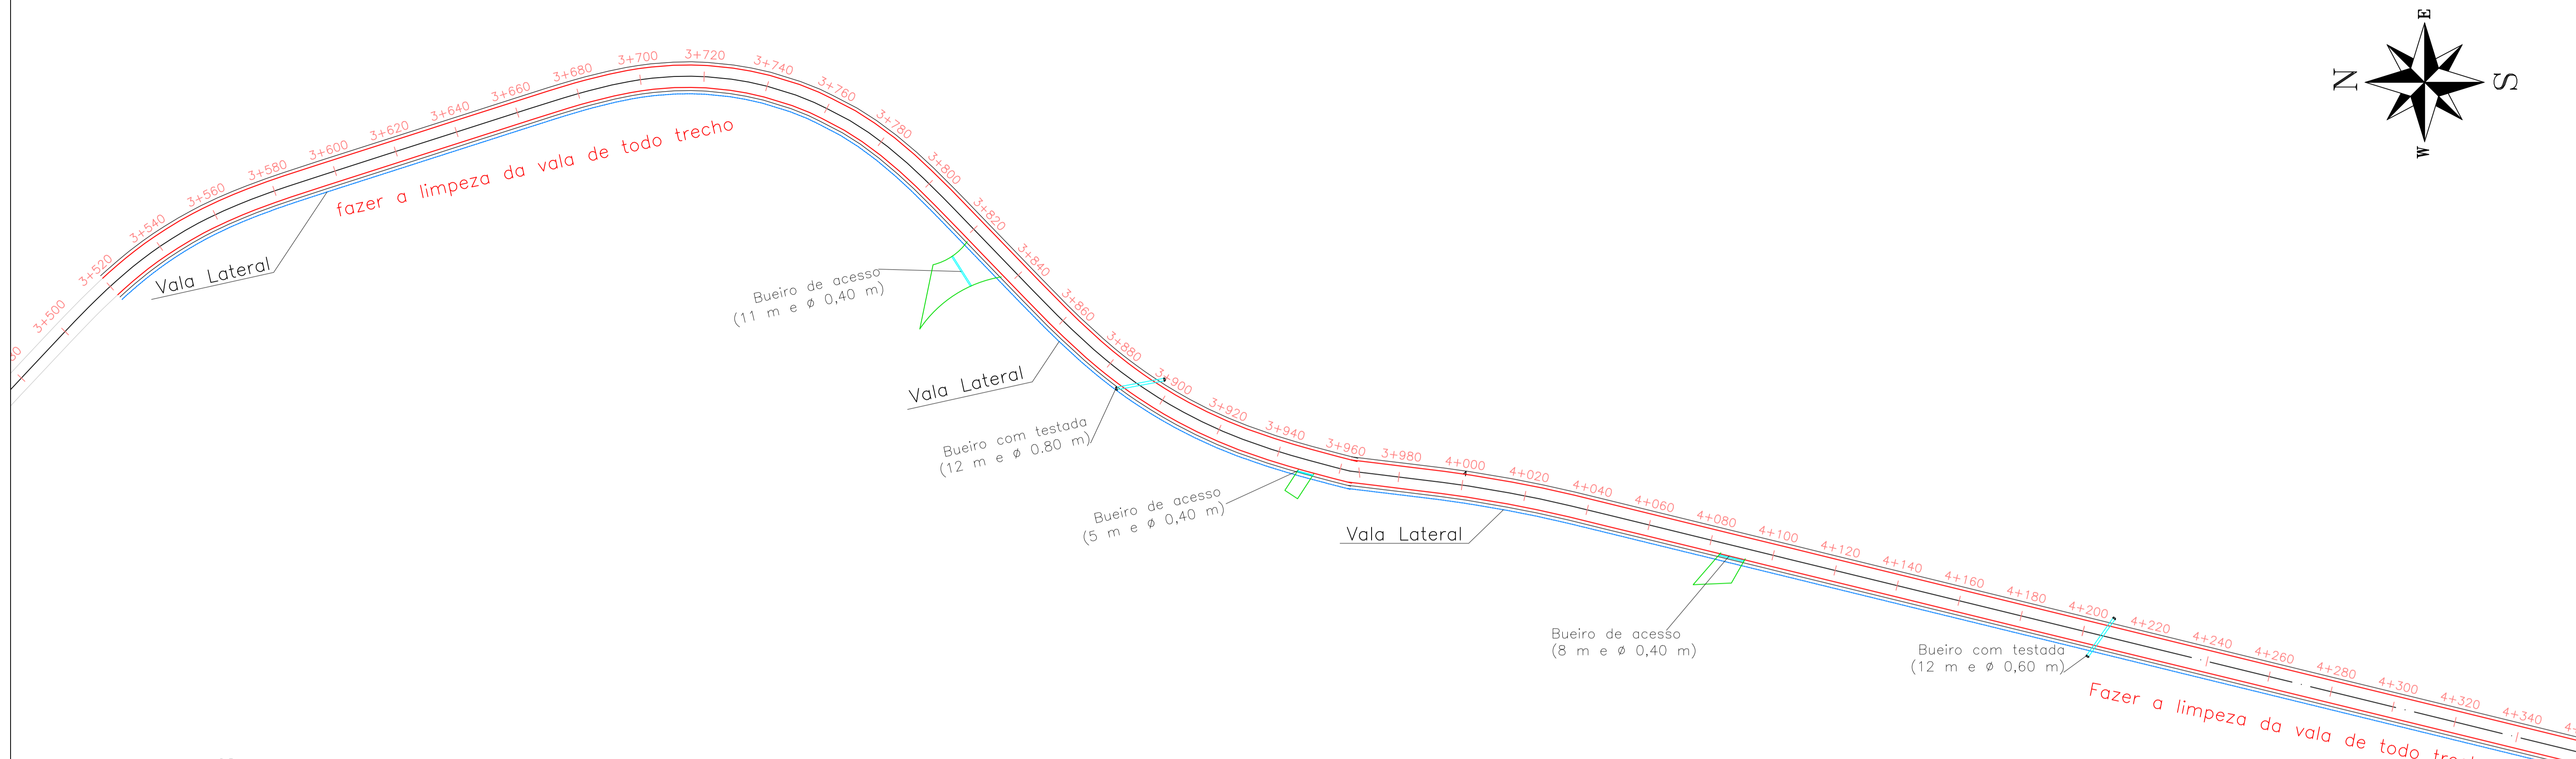 E
N
S
W
80
3+500
3+520
3+540
3+560
3+580
3+600
3+620
3+640
3+660
3+680
3+700
3+720
3+740
3+760
3+780
3+800
3+820
3+840
3+860
3+880
3+900
3+920
3+940
3+960
3+980
4+000
4+020
4+040
4+060
4+080
4+100
4+120
4+140
4+160
4+180
4+200
4+220
4+240
4+260
4+280
4+300
4+320
4+340
fazer a limpeza da vala de todo trecho
Vala Lateral
Bueiro de acesso
(11 m e ø 0,40 m)
Vala Lateral
Bueiro com testada
(12 m e ø 0.80 m)
Bueiro de acesso
(5 m e ø 0,40 m)
Vala Lateral
Bueiro de acesso
(8 m e ø 0,40 m)
Bueiro com testada
(12 m e ø 0,60 m)
Fazer a limpeza da vala de todo